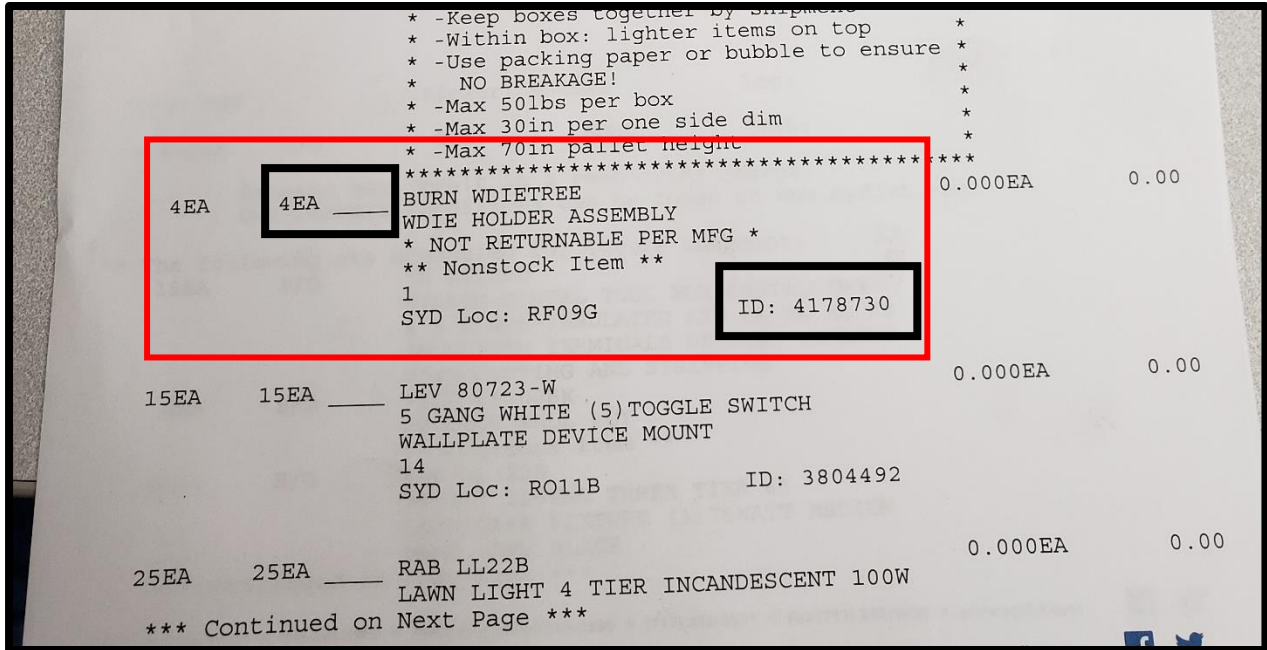 * -Keep boxes together by shipment
* -Within box: lighter items on top *
* -Use packing paper or bubble to ensure *
* NO BREAKAGE! *
* -Max 50lbs per box *
* -Max 30in per one side dim *
* -Max 70in pallet height *
******************************************
4EA 4EA ____ BURN WDIETREE 0.000EA 0.00
WDIE HOLDER ASSEMBLY
* NOT RETURNABLE PER MFG *
** Nonstock Item **
1
SYD Loc: RF09G ID: 4178730
15EA 15EA ____ LEV 80723-W 0.000EA 0.00
5 GANG WHITE (5)TOGGLE SWITCH
WALLPLATE DEVICE MOUNT
14
SYD Loc: RO11B ID: 3804492
25EA 25EA ____ RAB LL22B 0.000EA 0.00
LAWN LIGHT 4 TIER INCANDESCENT 100W
*** Continued on Next Page ***